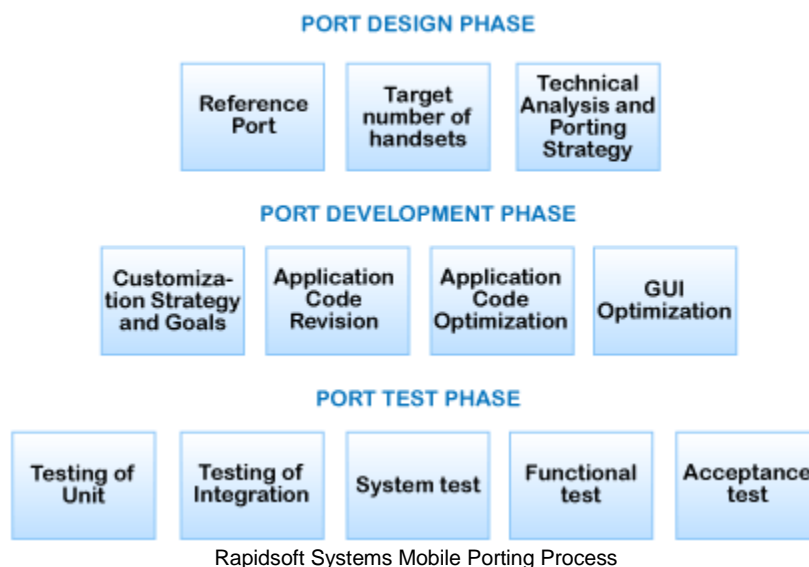 PORT DESIGN PHASE
Reference
Port
Target
number of
handsets
Technical
Analysis and
Porting
Strategy
PORT DEVELOPMENT PHASE
Customiza-
tion Strategy
and Goals
Application
Code
Revision
Application
Code
Optimization
GUI
Optimization
PORT TEST PHASE
Testing of
Unit
Testing of
Integration
System test
Functional
test
Acceptance
test
Rapidsoft Systems Mobile Porting Process